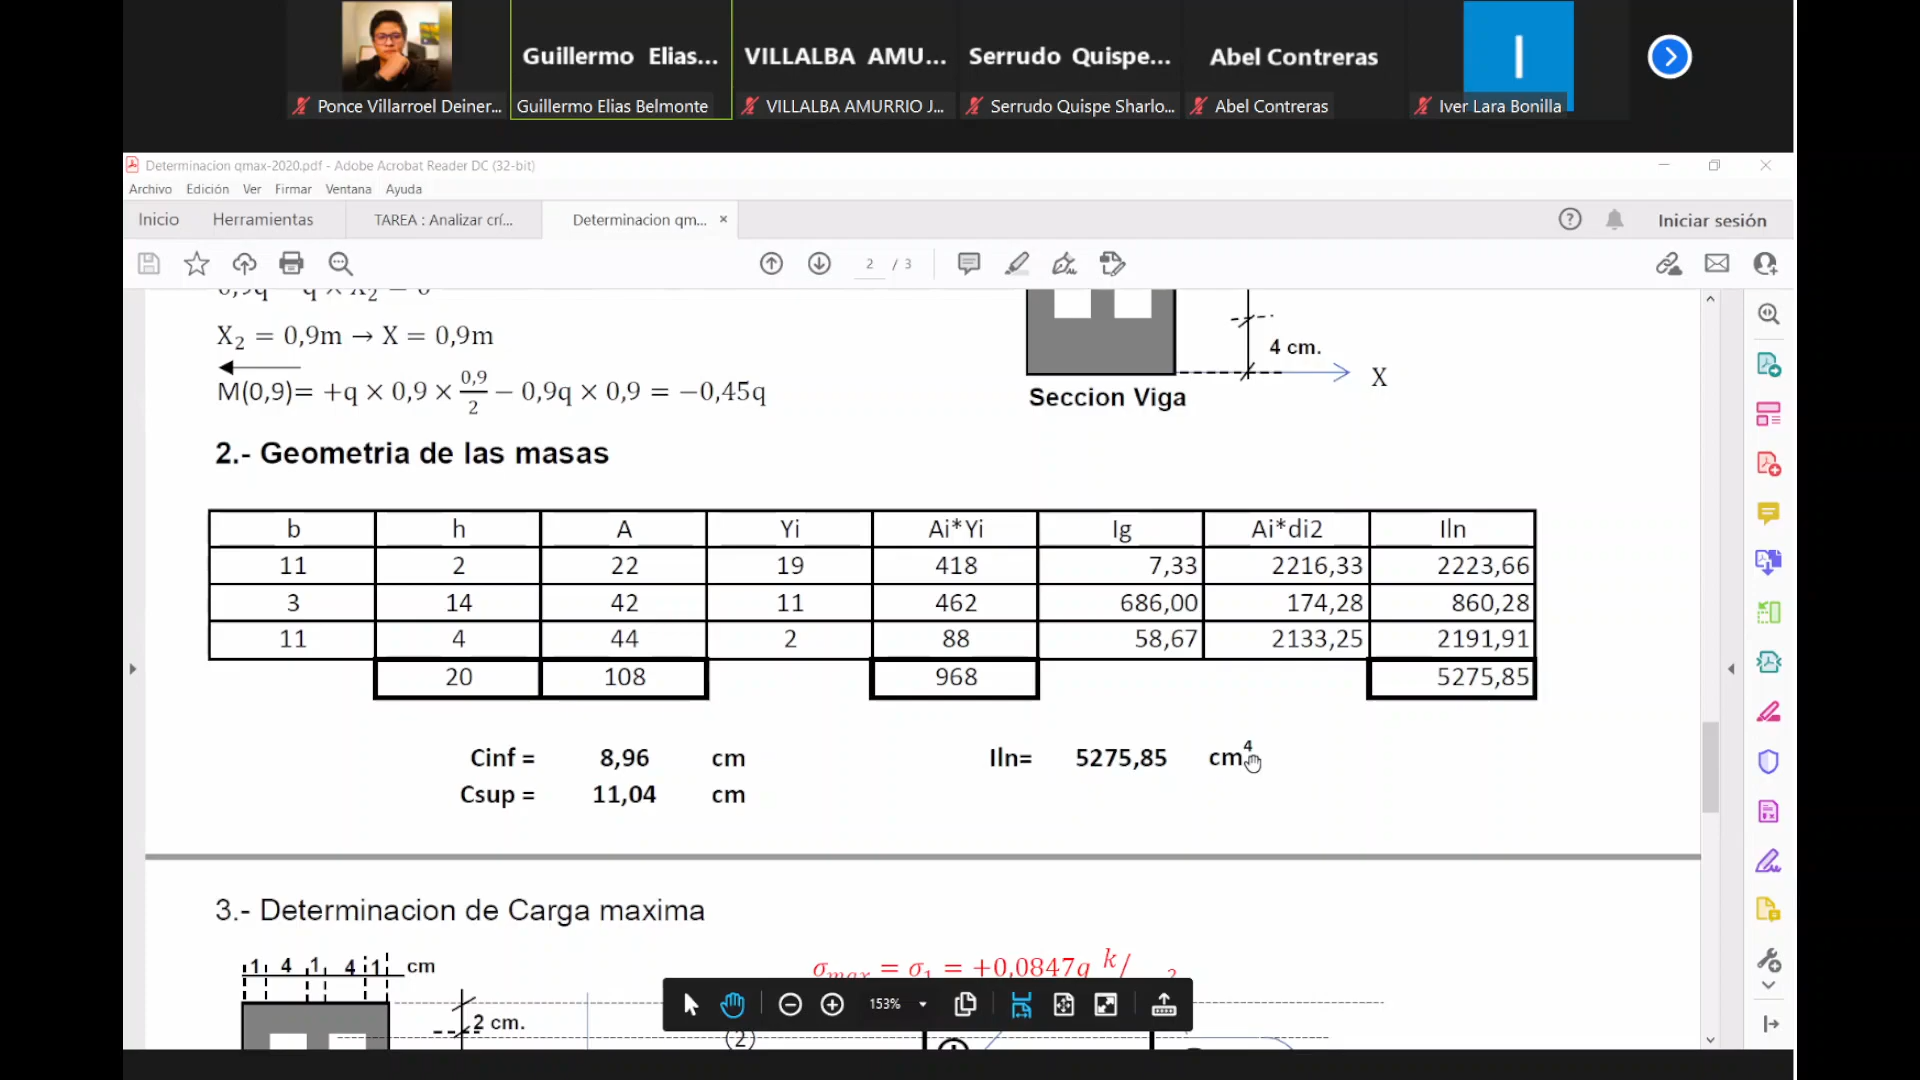 Guillermo Elias...
VILLALBA AMU...
Serrudo Quispe...
Abel Contreras
I
Ponce Villarroel Deiner...
Guillermo Elias Belmonte
VILLALBA AMURRIO J...
Serrudo Quispe Sharlo...
Abel Contreras
Iver Lara Bonilla
Determinacion qmax-2020.pdf - Adobe Acrobat Reader DC (32-bit)
Archivo Edición Ver Firmar Ventana Ayuda
Inicio Herramientas TAREA : Analizar crí... Determinacion qm... × Iniciar sesión
2 / 3
X₂ = 0,9m → X = 0,9m
4 cm.
X
M(0,9)= +q × 0,9 × 0,9/2 − 0,9q × 0,9 = −0,45q
Seccion Viga
2.- Geometria de las masas
b h A Yi Ai*Yi Ig Ai*di2 Iln
11 2 22 19 418 7,33 2216,33 2223,66
3 14 42 11 462 686,00 174,28 860,28
11 4 44 2 88 58,67 2133,25 2191,91
20 108 968 5275,85
Cinf = 8,96 cm Iln= 5275,85 cm⁴
Csup = 11,04 cm
3.- Determinacion de Carga maxima
1 4 1 4 1 cm
σmax = σ₁ = +0,0847q k/
2
2 cm.
(2)
153%